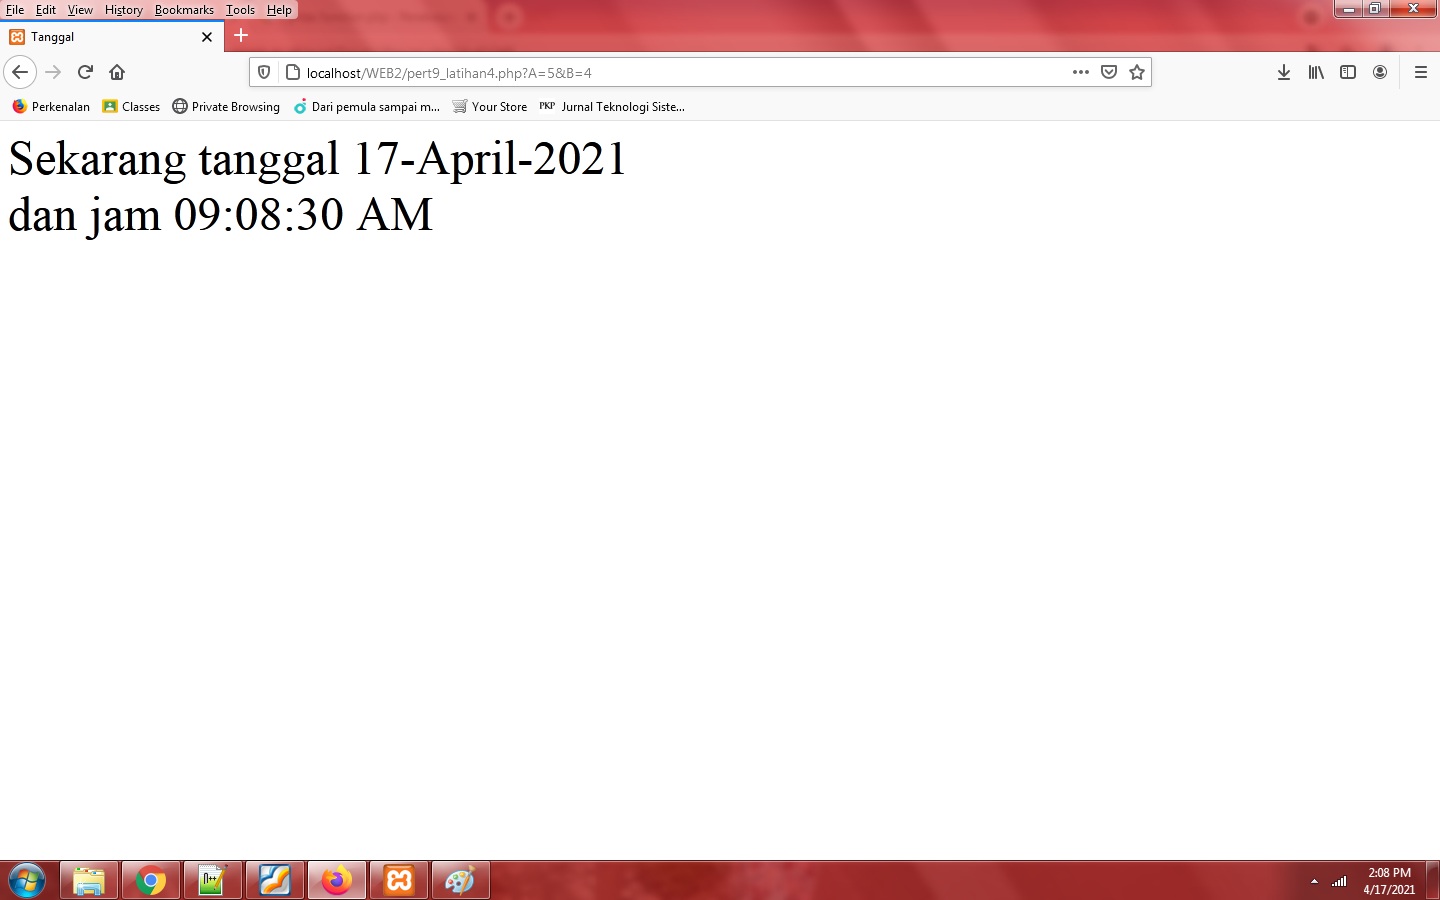 File Edit View History Bookmarks Tools Help
Tanggal
localhost/WEB2/pert9_latihan4.php?A=5&B=4
Perkenalan Classes Private Browsing Dari pemula sampai m... Your Store PKP Jurnal Teknologi Siste...
Sekarang tanggal 17-April-2021
dan jam 09:08:30 AM
2:08 PM
4/17/2021